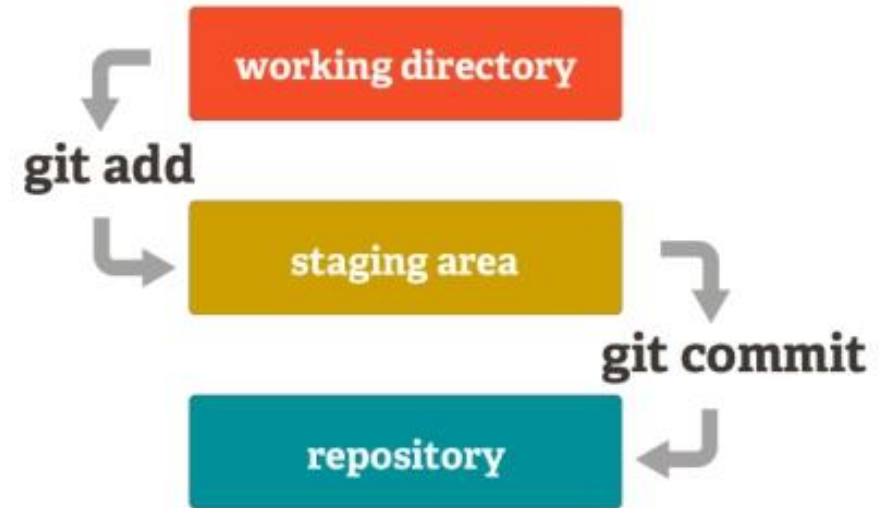 working directory
git add
staging area
git commit
repository